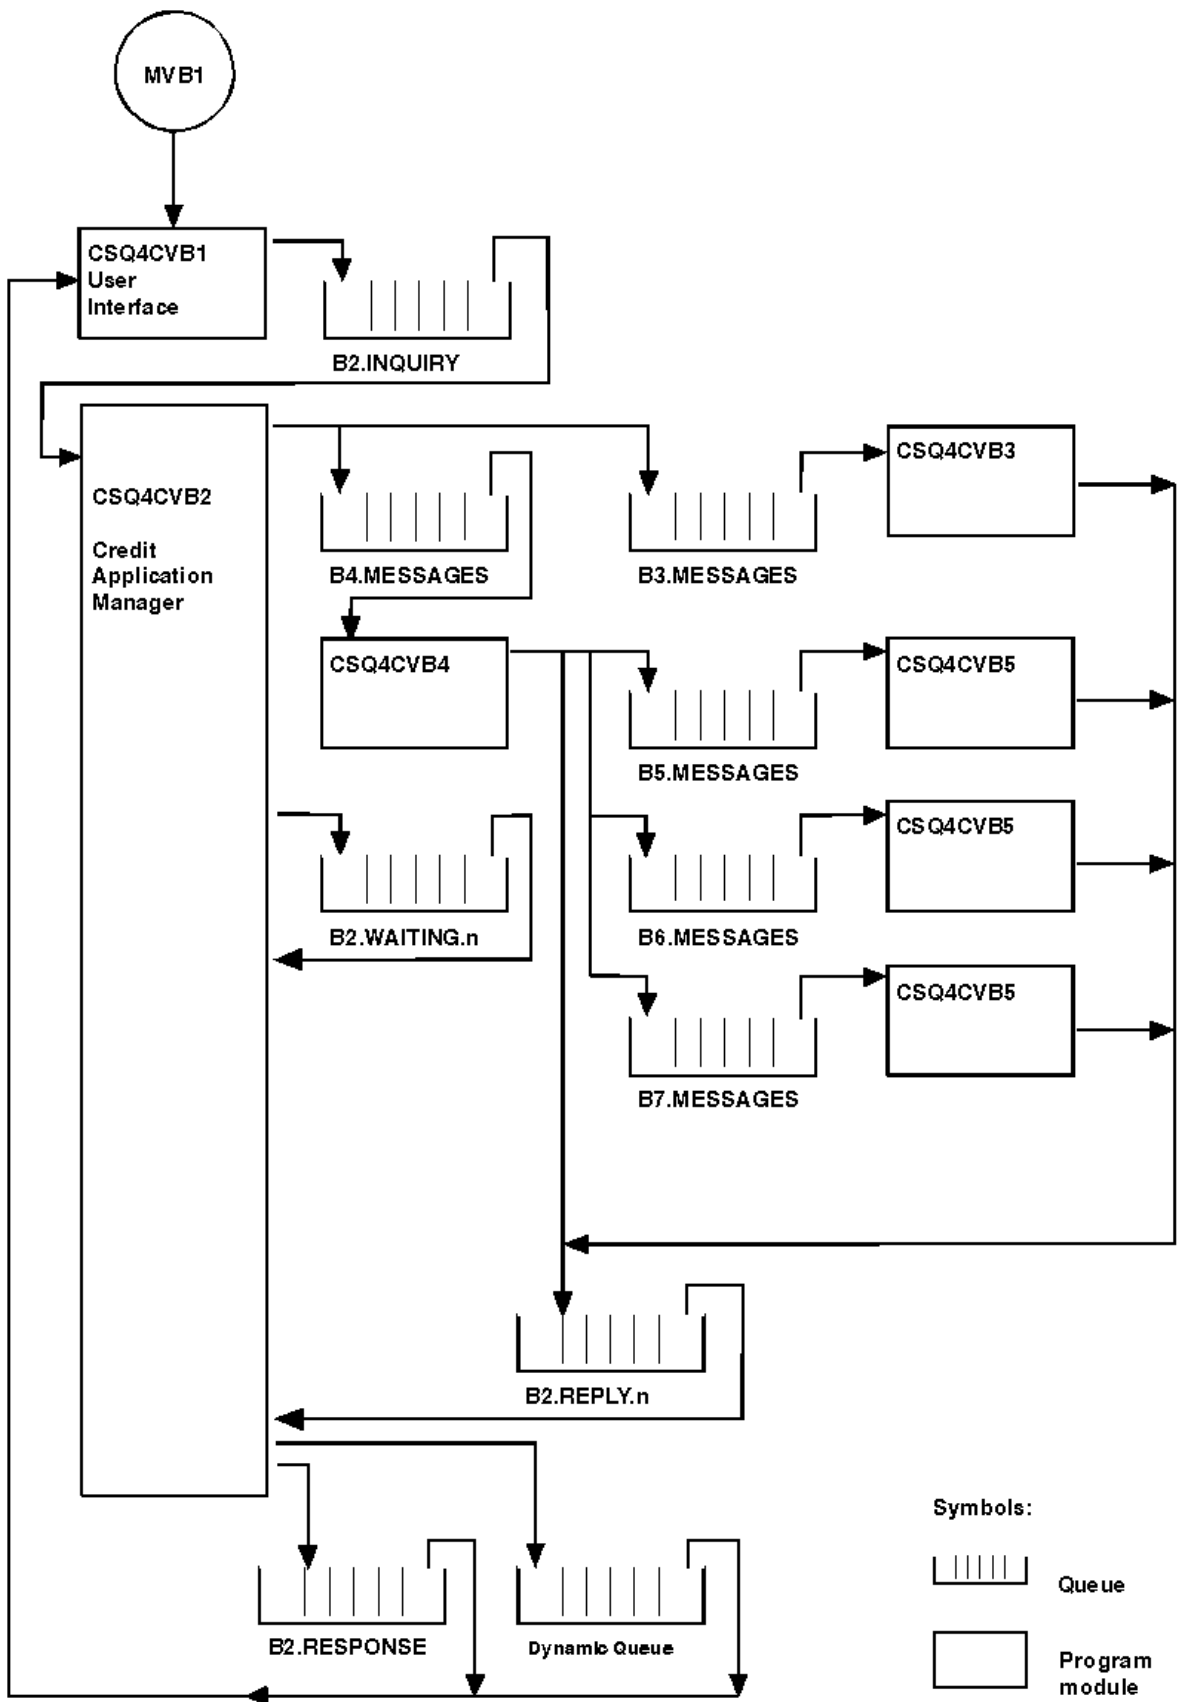 MVB1
CSQ4CVB1
User
Interface
B2.INQUIRY
CSQ4CVB2
Credit
Application
Manager
B4.MESSAGES
B3.MESSAGES
CSQ4CVB3
CSQ4CVB4
B5.MESSAGES
CSQ4CVB5
B2.WAITING.n
B6.MESSAGES
CSQ4CVB5
B7.MESSAGES
CSQ4CVB5
B2.REPLY.n
B2.RESPONSE
Dynamic Queue
Symbols:
Queue
Program
module